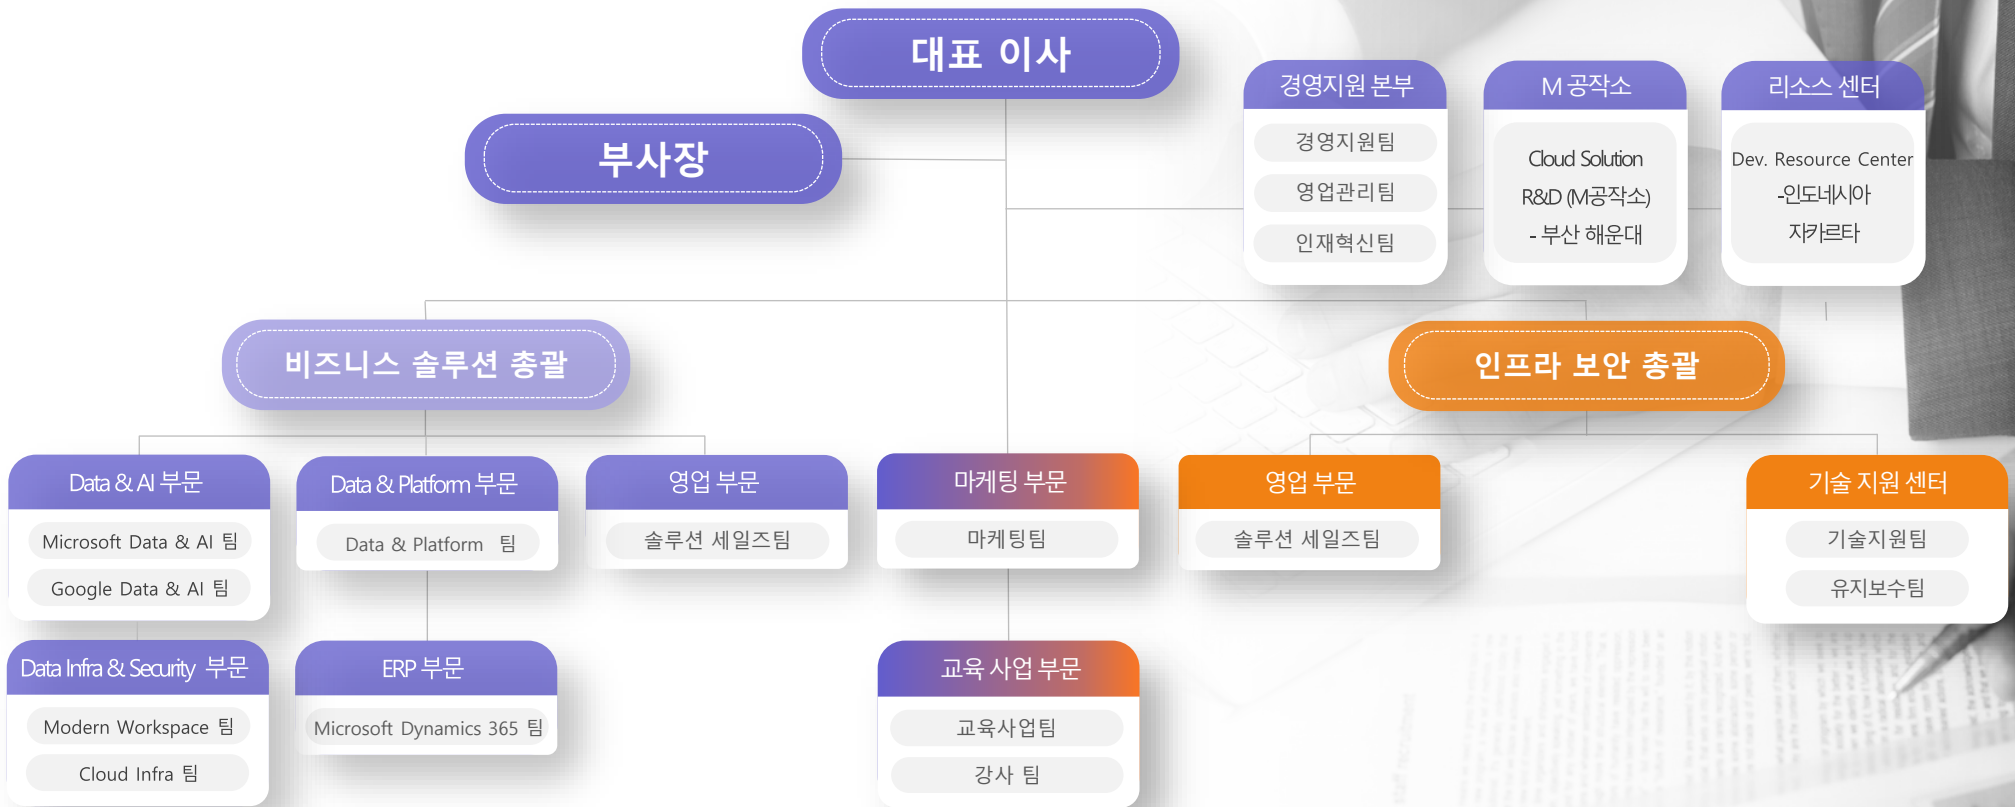 대표 이사
부사장
경영지원 본부
경영지원팀
영업관리팀
인재혁신팀
M 공작소
Cloud Solution
R&D (M공작소)
- 부산 해운대
리소스 센터
Dev. Resource Center
-인도네시아
자카르타
비즈니스 솔루션 총괄
인프라 보안 총괄
Data & AI 부문
Microsoft Data & AI 팀
Google Data & AI 팀
Data & Platform 부문
Data & Platform 팀
영업 부문
솔루션 세일즈팀
마케팅 부문
마케팅팀
영업 부문
솔루션 세일즈팀
기술 지원 센터
기술지원팀
유지보수팀
Data Infra & Security 부문
Modern Workspace 팀
Cloud Infra 팀
ERP 부문
Microsoft Dynamics 365 팀
교육 사업 부문
교육사업팀
강사 팀